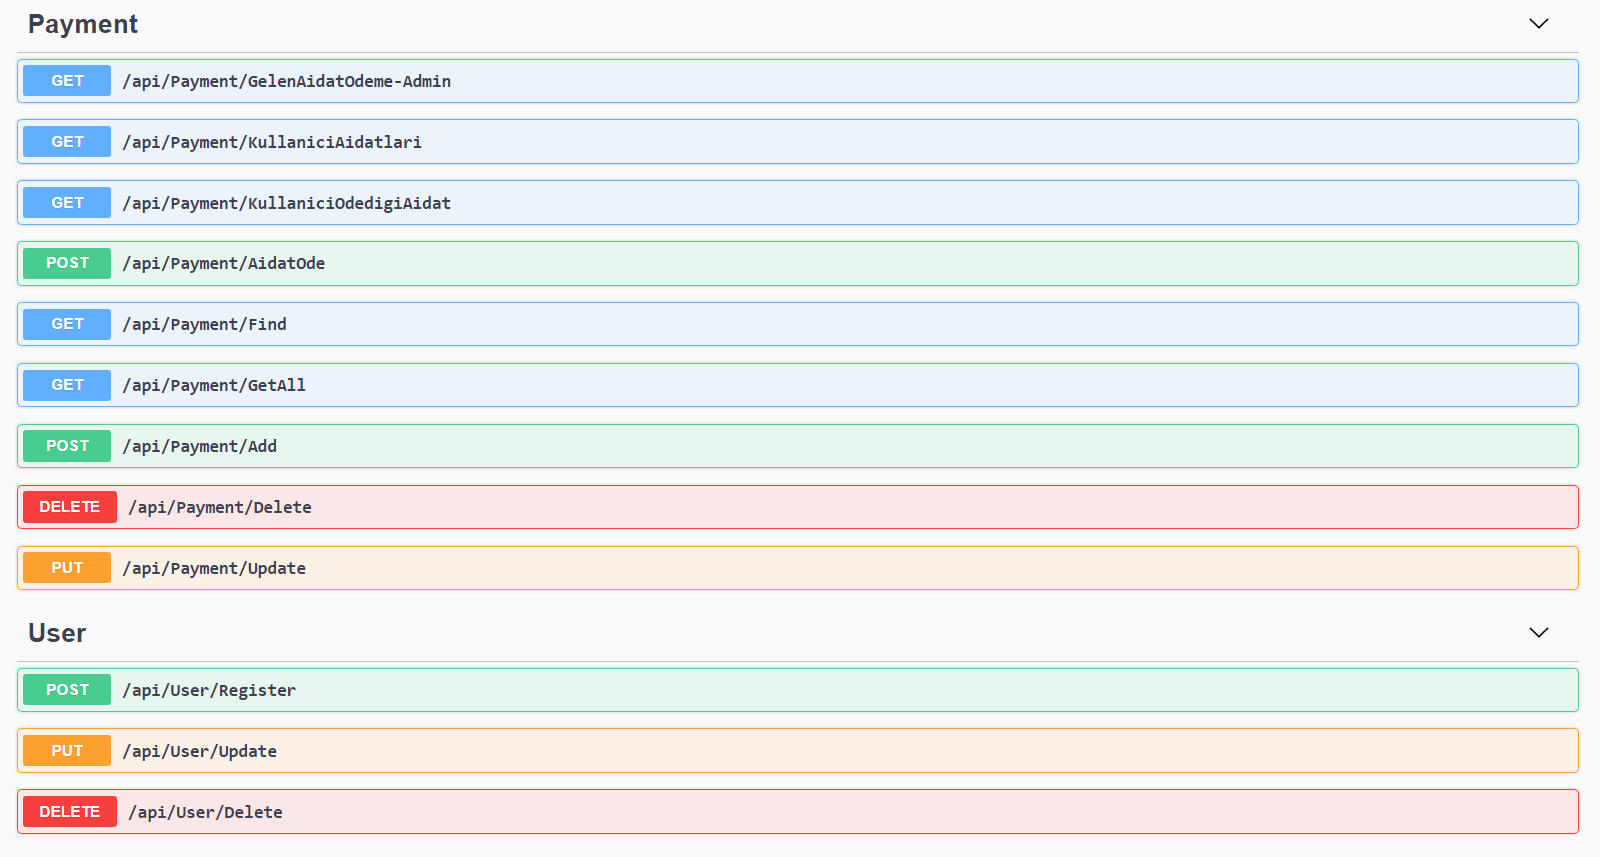 Payment
GET /api/Payment/GelenAidatOdeme-Admin
GET /api/Payment/KullaniciAidatlari
GET /api/Payment/KullaniciOdedigiAidat
POST /api/Payment/AidatOde
GET /api/Payment/Find
GET /api/Payment/GetAll
POST /api/Payment/Add
DELETE /api/Payment/Delete
PUT /api/Payment/Update
User
POST /api/User/Register
PUT /api/User/Update
DELETE /api/User/Delete